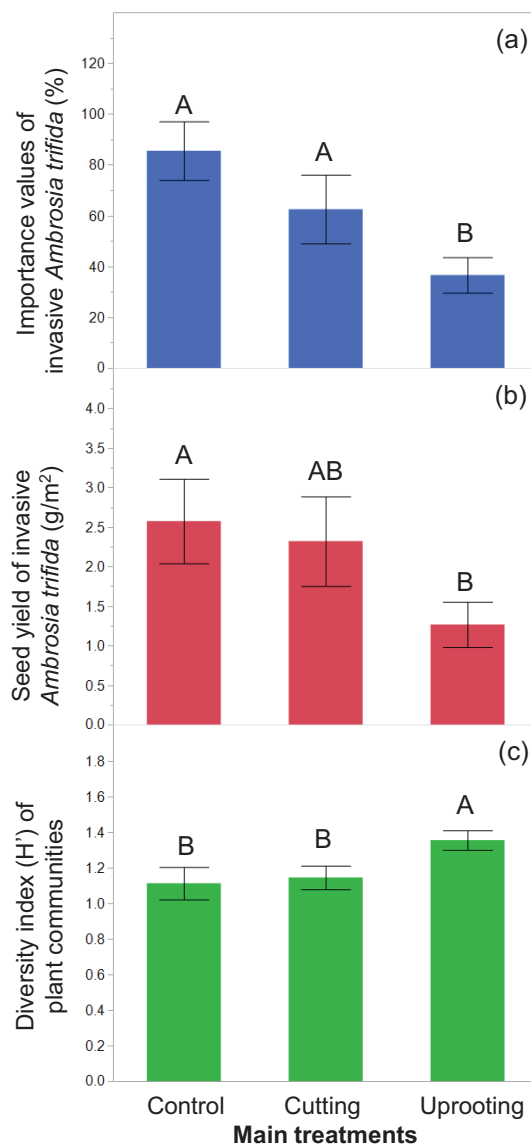 (a)
Importance values of
invasive Ambrosia trifida (%)
120
100
80
60
40
20
0
A
A
B
(b)
Seed yield of invasive
Ambrosia trifida (g/m²)
4.0
3.5
3.0
2.5
2.0
1.5
1.0
0.5
0.0
A
AB
B
(c)
Diversity index (H') of
plant communities
1.8
1.6
1.4
1.2
1.0
0.8
0.6
0.4
0.2
0.0
B
B
A
Control Cutting Uprooting
Main treatments